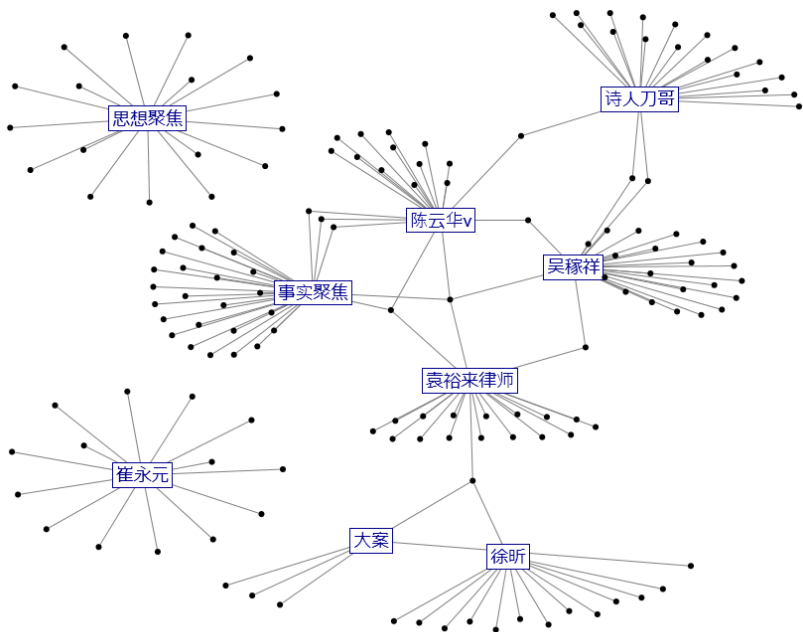 诗人刀哥
思想聚焦
陈云华v
吴稼祥
事实聚焦
袁裕来律师
崔永元
大案
徐昕